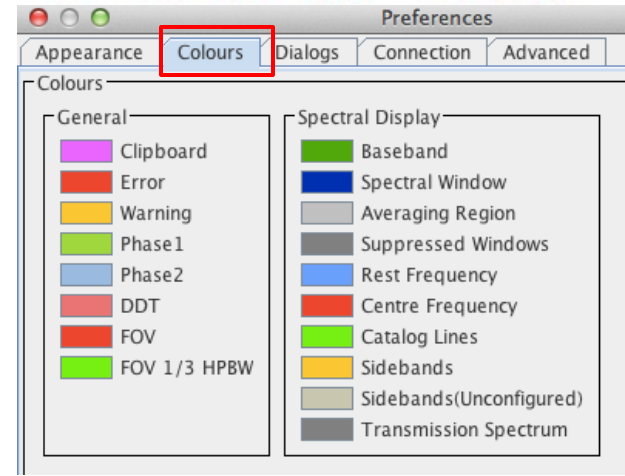 Preferences
Appearance Colours Dialogs Connection Advanced
Colours
General
Clipboard
Error
Warning
Phase1
Phase2
DDT
FOV
FOV 1/3 HPBW
Spectral Display
Baseband
Spectral Window
Averaging Region
Suppressed Windows
Rest Frequency
Centre Frequency
Catalog Lines
Sidebands
Sidebands(Unconfigured)
Transmission Spectrum